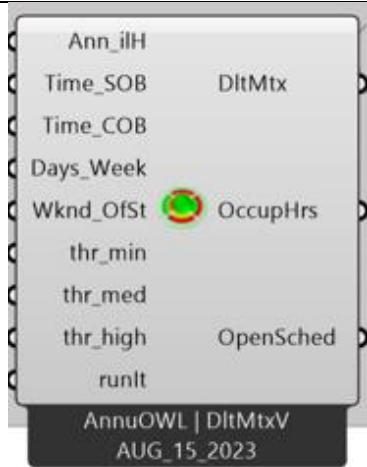 Ann_ilH
Time_SOB DltMtx
Time_COB
Days_Week
Wknd_OfSt OccupHrs
thr_min
thr_med
thr_high OpenSched
runIt
AnnuOWL | DltMtxV
AUG_15_2023